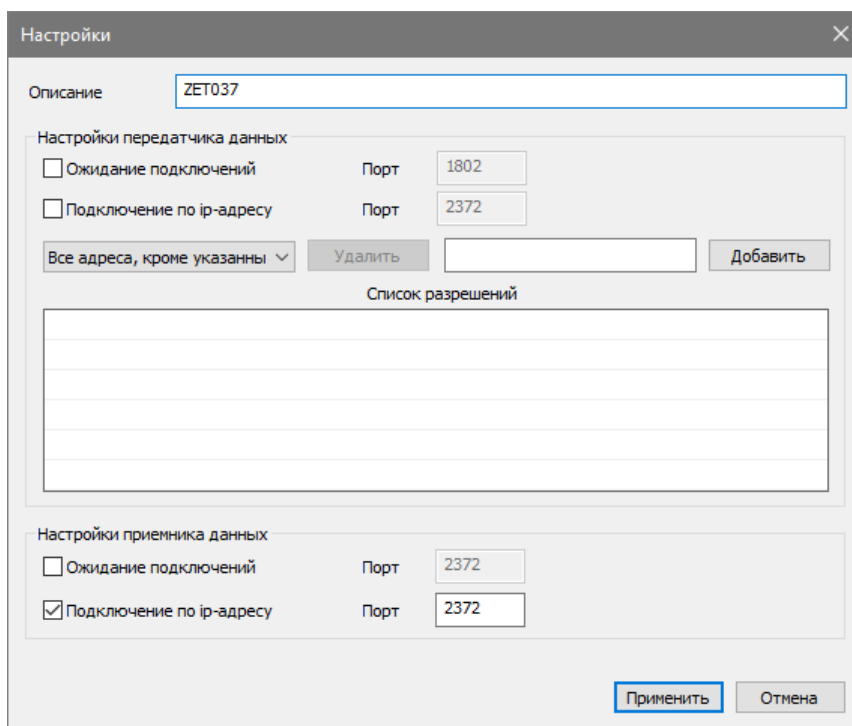 Настройки
Описание ZET037
Настройки передатчика данных
Ожидание подключений Порт 1802
Подключение по ip-адресу Порт 2372
Все адреса, кроме указанны Удалить Добавить
Список разрешений
Настройки приемника данных
Ожидание подключений Порт 2372
Подключение по ip-адресу Порт 2372
Применить Отмена